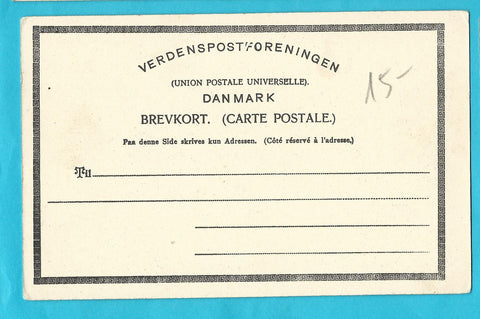 VERDENSPOSTFORENINGEN
(UNION POSTALE UNIVERSELLE).
DANMARK
BREVKORT. (CARTE POSTALE.)
Paa denne Side skrives kun Adressen. (Côté réservé à l'adresse.)
15-
Til